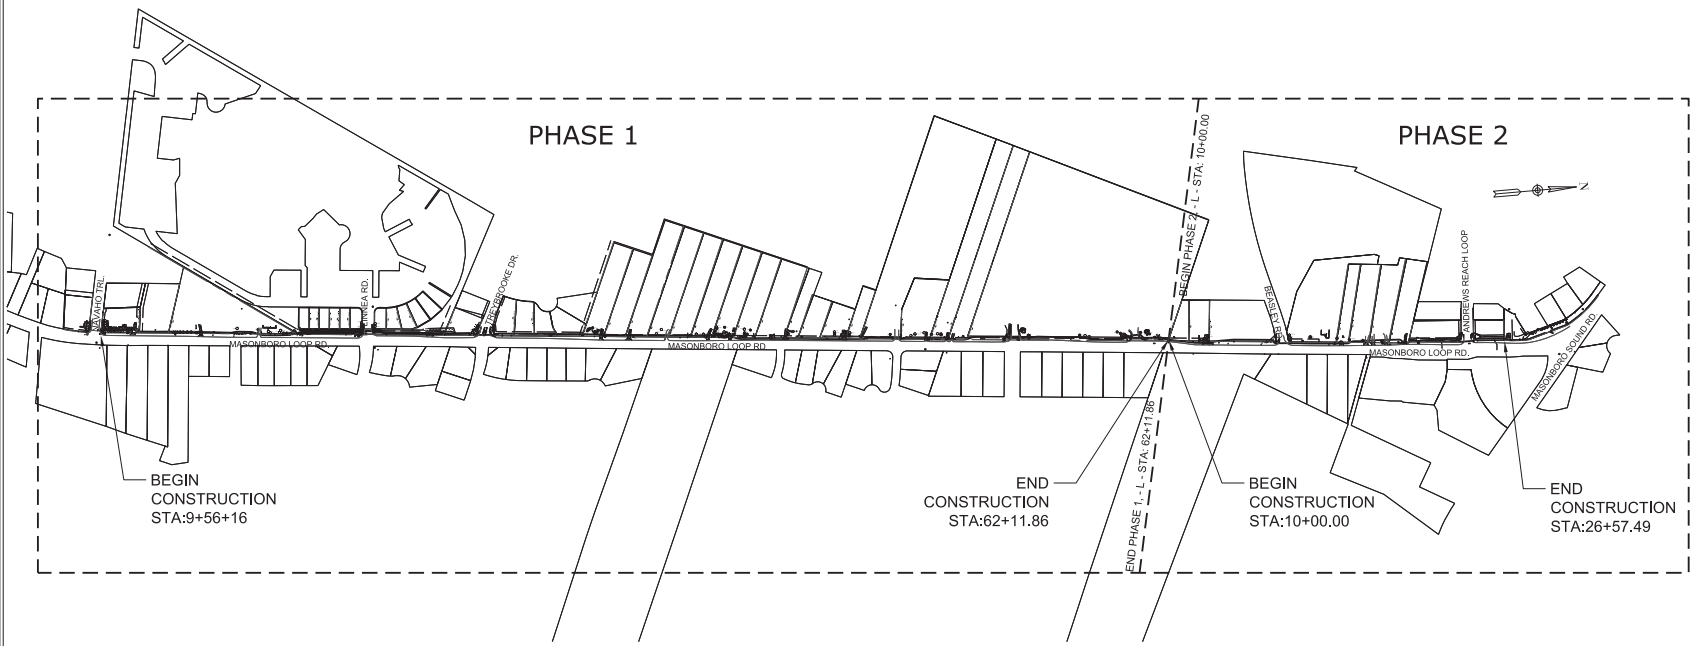 PHASE 1
PHASE 2
BEGIN PHASE 2, - L - STA: 10+00.00
N
NAVAHO TRL.
LINNEA RD.
TREYBROOKE DR.
BEASLEY RD.
ANDREWS REACH LOOP
MASONBORO LOOP RD.
MASONBORO LOOP RD
MASONBORO LOOP RD.
MASONBORO SOUND RD.
END PHASE 1, - L - STA: 62+11.86
BEGIN
CONSTRUCTION
STA:9+56+16
END
CONSTRUCTION
STA:62+11.86
BEGIN
CONSTRUCTION
STA:10+00.00
END
CONSTRUCTION
STA:26+57.49